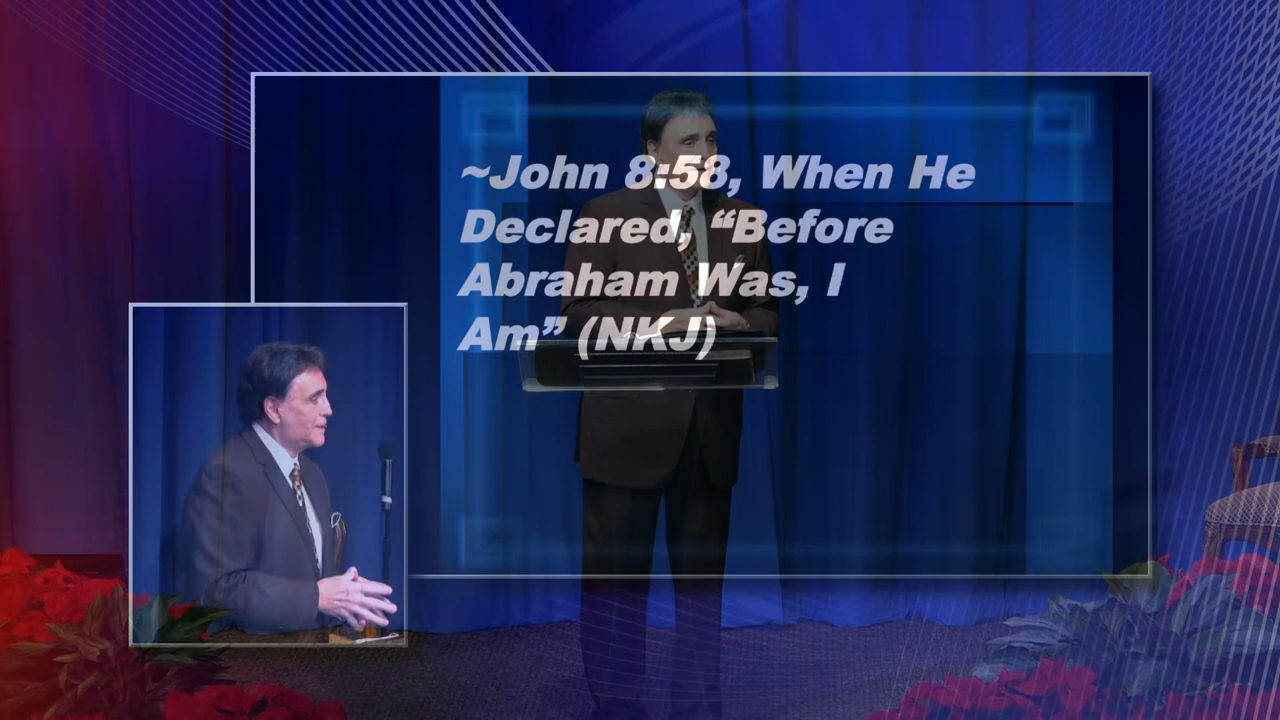 ~John 8:58, When He
Declared, “Before
Abraham Was, I
Am” (NKJ)